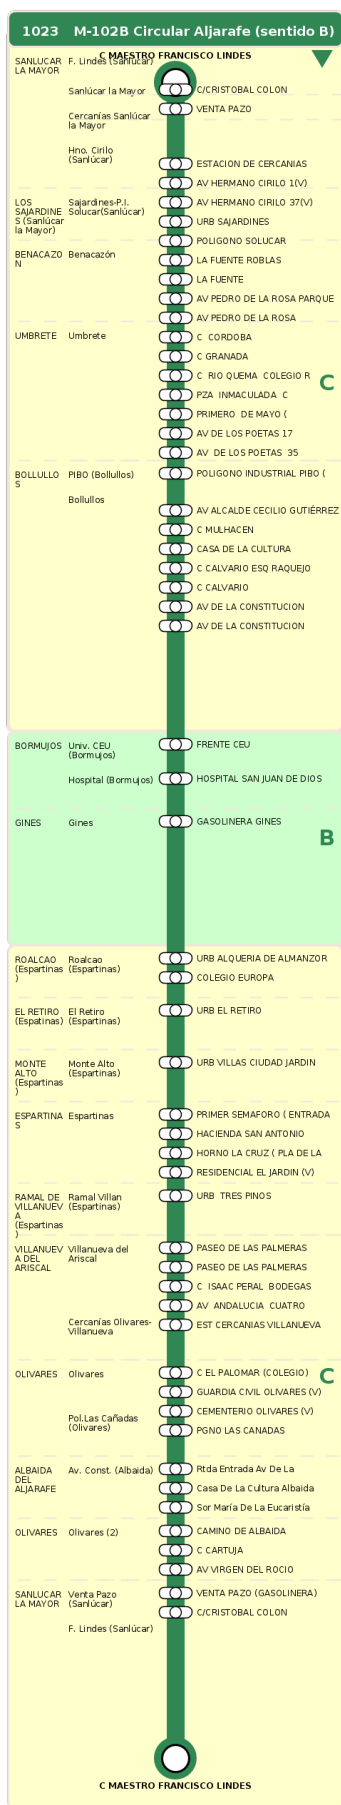 1023 M-102B Circular Aljarafe (sentido B)
C MAESTRO FRANCISCO LINDES
SANLUCAR LA MAYOR
F. Lindes (Sanlúcar)
C/CRISTOBAL COLON
Sanlúcar la Mayor
VENTA PAZO
Cercanías Sanlúcar
la Mayor
Hno. Cirilo
(Sanlúcar)
ESTACION DE CERCANIAS
AV HERMANO CIRILO 1(V)
LOS
SAJARDINE
S (Sanlúcar
la Mayor)
Sajardines-P.I.
Solucar(Sanlúcar)
AV HERMANO CIRILO 37(V)
URB SAJARDINES
POLIGONO SOLUCAR
BENACAZO
N
Benacazón
LA FUENTE ROBLAS
LA FUENTE
AV PEDRO DE LA ROSA PARQUE
AV PEDRO DE LA ROSA
UMBRETE
Umbrete
C CORDOBA
C GRANADA
C RIO QUEMA COLEGIO R
C
PZA INMACULADA C
PRIMERO DE MAYO (
AV DE LOS POETAS 17
AV DE LOS POETAS 35
BOLLULLO
S
PIBO (Bollullos)
POLIGONO INDUSTRIAL PIBO (
Bollullos
AV ALCALDE CECILIO GUTIÉRREZ
C MULHACEN
CASA DE LA CULTURA
C CALVARIO ESQ RAQUEJO
C CALVARIO
AV DE LA CONSTITUCION
AV DE LA CONSTITUCION
BORMUJOS
Univ. CEU
(Bormujos)
FRENTE CEU
Hospital (Bormujos)
HOSPITAL SAN JUAN DE DIOS
GINES
Gines
GASOLINERA GINES
B
ROALCAO
(Espartinas
)
Roalcao
(Espartinas)
URB ALQUERIA DE ALMANZOR
COLEGIO EUROPA
EL RETIRO
(Espatinas)
El Retiro
(Espartinas)
URB EL RETIRO
MONTE
ALTO
(Espartinas
)
Monte Alto
(Espartinas)
URB VILLAS CIUDAD JARDIN
ESPARTINA
S
Espartinas
PRIMER SEMAFORO ( ENTRADA
HACIENDA SAN ANTONIO
HORNO LA CRUZ ( PLA DE LA
RESIDENCIAL EL JARDIN (V)
RAMAL DE
VILLANUEV
A
(Espartinas
)
Ramal Villan
(Espartinas)
URB TRES PINOS
VILLANUEV
A DEL
ARISCAL
Villanueva del
Ariscal
PASEO DE LAS PALMERAS
PASEO DE LAS PALMERAS
C ISAAC PERAL BODEGAS
AV ANDALUCIA CUATRO
Cercanías Olivares-
Villanueva
EST CERCANIAS VILLANUEVA
OLIVARES
Olivares
C EL PALOMAR (COLEGIO)
C
GUARDIA CIVIL OLIVARES (V)
CEMENTERIO OLIVARES (V)
Pol.Las Cañadas
(Olivares)
PGNO LAS CANADAS
ALBAIDA
DEL
ALJARAFE
Av. Const. (Albaida)
Rtda Entrada Av De La
Casa De La Cultura Albaida
Sor María De La Eucaristía
OLIVARES
Olivares (2)
CAMINO DE ALBAIDA
C CARTUJA
AV VIRGEN DEL ROCIO
SANLUCAR
LA MAYOR
Venta Pazo
(Sanlúcar)
VENTA PAZO (GASOLINERA)
C/CRISTOBAL COLON
F. Lindes (Sanlúcar)
C MAESTRO FRANCISCO LINDES